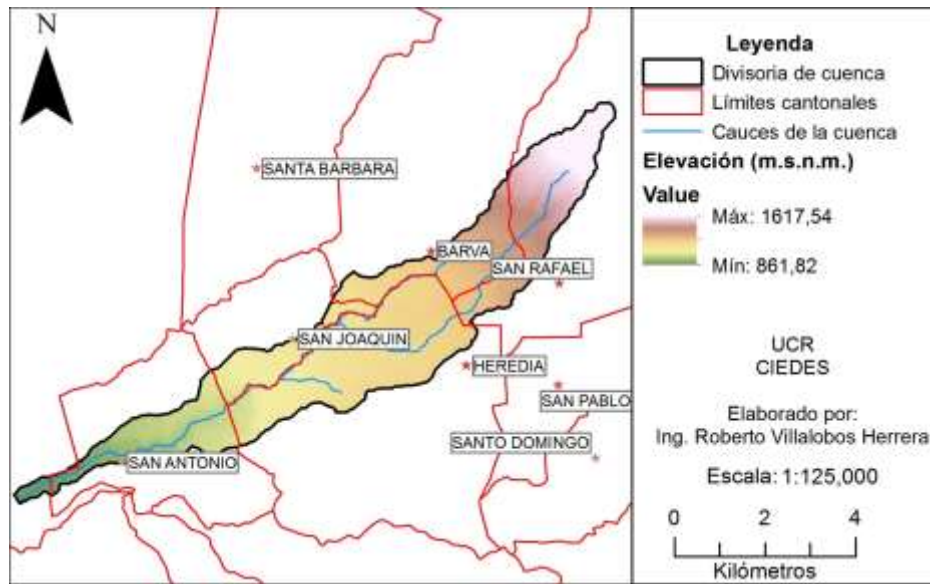 N
SANTA BARBARA
BARVA
SAN RAFAEL
SAN JOAQUIN
HEREDIA
SAN PABLO
SANTO DOMINGO
SAN ANTONIO
Leyenda
Divisoria de cuenca
Límites cantonales
Cauces de la cuenca
Elevación (m.s.n.m.)
Value
Máx: 1617,54
Mín: 861,82
UCR
CIEDES
Elaborado por:
Ing. Roberto Villalobos Herrera
Escala: 1:125,000
0 2 4
Kilómetros